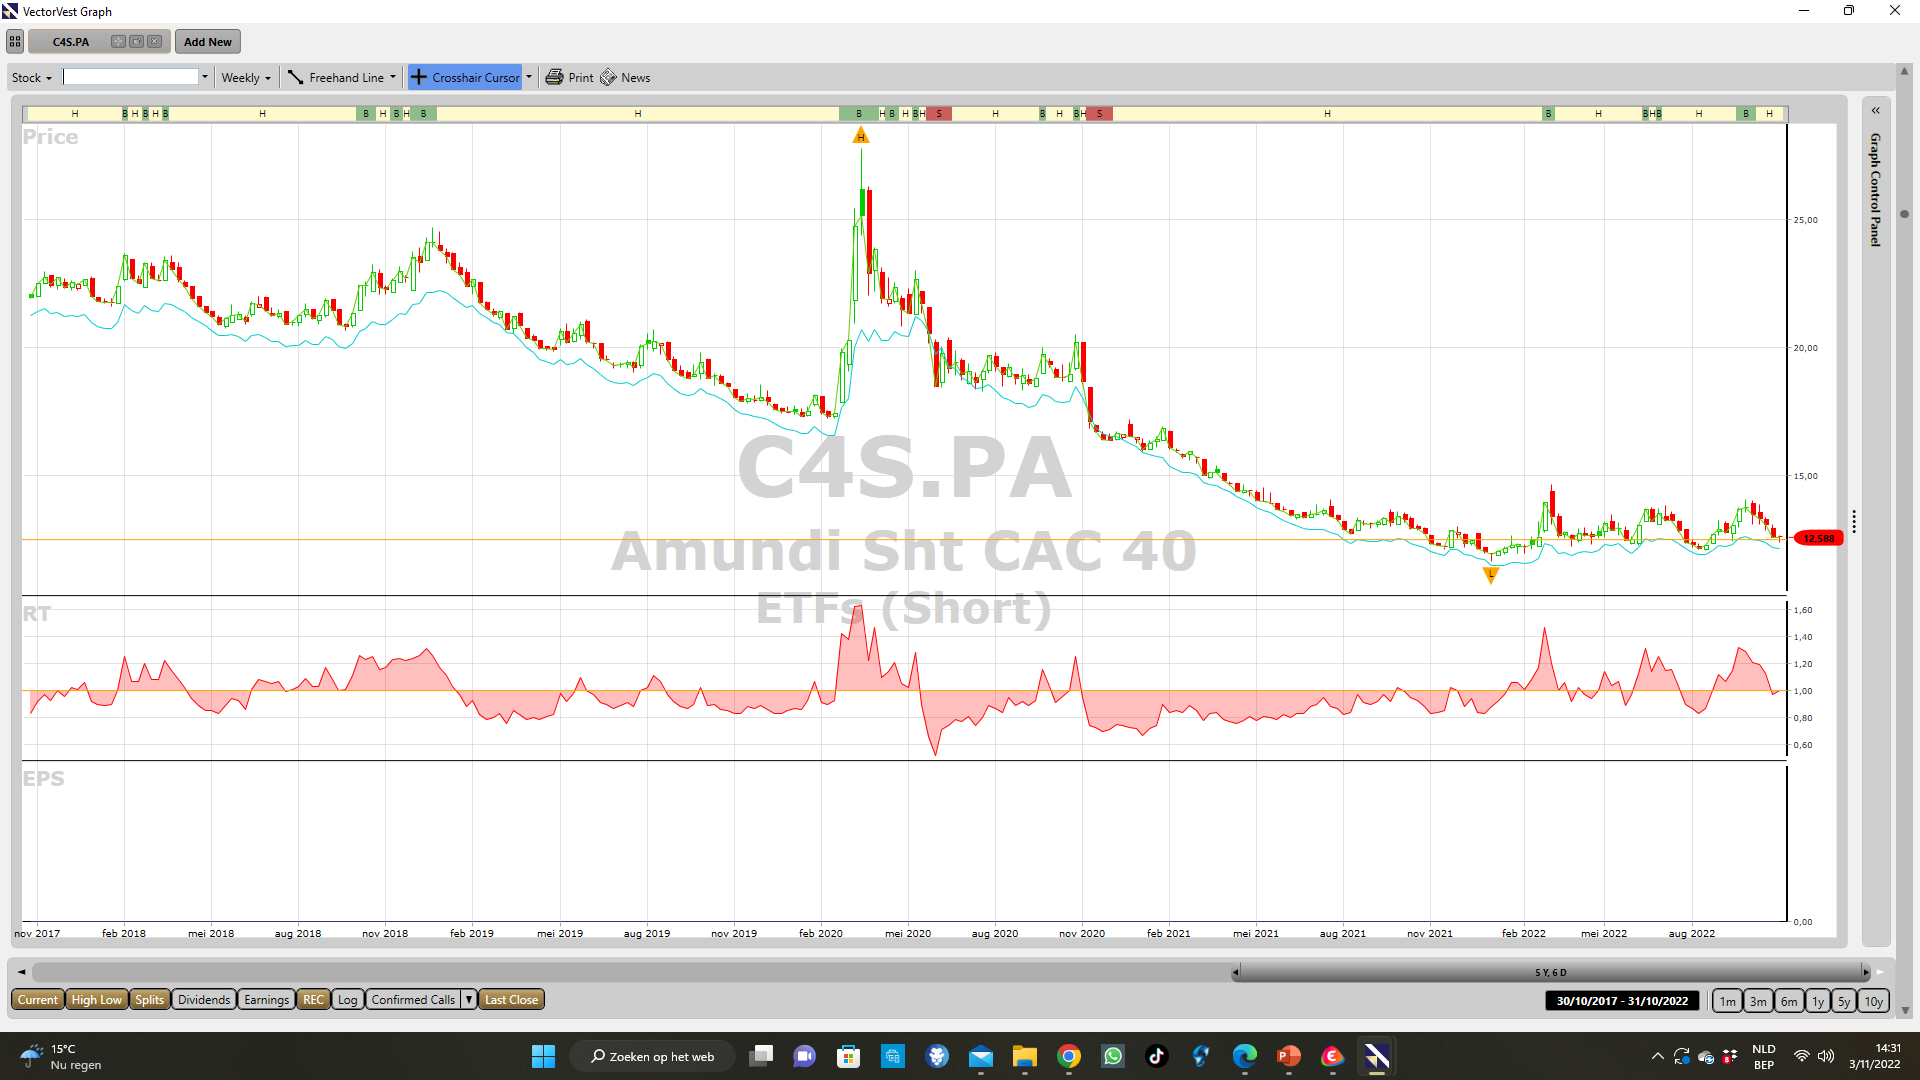 VectorVest Graph
C4S.PA Add New
Stock Weekly Freehand Line Crosshair Cursor Print News
H B H B H B H B H B H B H B H B H B H S H B H B H S H B H B H B H B H
Price
H
C4S.PA
Amundi Sht CAC 40
ETFs (Short)
L
25,00
20,00
15,00
12,588
RT
1,60
1,40
1,20
1,00
0,80
0,60
EPS
0,00
nov 2017 feb 2018 mei 2018 aug 2018 nov 2018 feb 2019 mei 2019 aug 2019 nov 2019 feb 2020 mei 2020 aug 2020 nov 2020 feb 2021 mei 2021 aug 2021 nov 2021 feb 2022 mei 2022 aug 2022
Graph Control Panel
5 Y, 6 D
Current High Low Splits Dividends Earnings REC Log Confirmed Calls Last Close 30/10/2017 - 31/10/2022 1m 3m 6m 1y 5y 10y
15°C
Nu regen
Zoeken op het web
NLD
BEP
14:31
3/11/2022